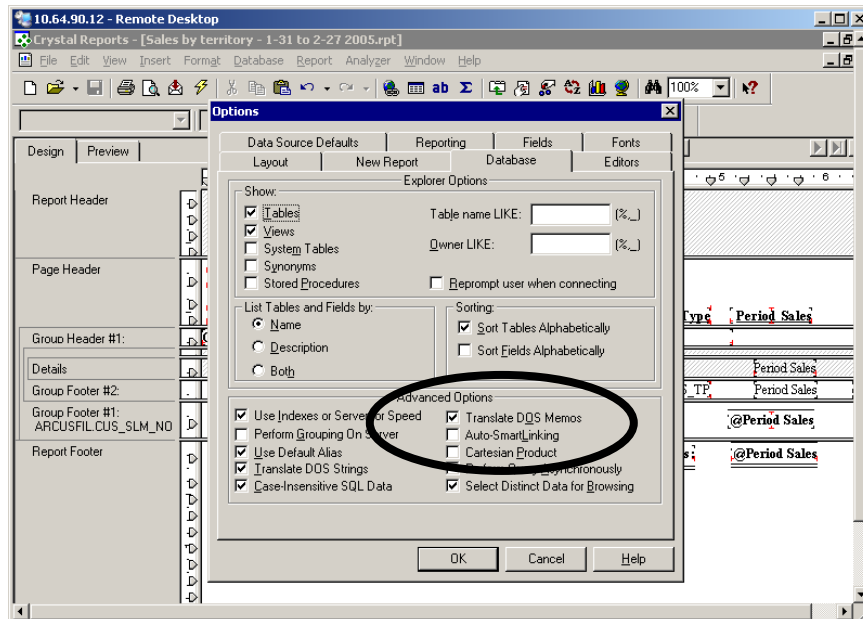 10.64.90.12 - Remote Desktop
Crystal Reports - [Sales by territory - 1-31 to 2-27 2005.rpt]
File Edit View Insert Format Database Report Analyzer Window Help
ab Σ 100%
Options
Design Preview
Data Source Defaults Reporting Fields Fonts
Layout New Report Database Editors
5 6
Explorer Options
Show:
Tables
Views
System Tables
Synonyms
Stored Procedures
Table name LIKE: (%,_)
Owner LIKE: (%,_)
Reprompt user when connecting
List Tables and Fields by:
Name
Description
Both
Sorting:
Sort Tables Alphabetically
Sort Fields Alphabetically
Advanced Options
Use Indexes or Server for Speed
Perform Grouping On Server
Use Default Alias
Translate DOS Strings
Case-Insensitive SQL Data
Translate DOS Memos
Auto-SmartLinking
Cartesian Product
Select Distinct Data for Browsing
OK Cancel Help
Report Header
Page Header
Type Period Sales
Group Header #1:
Details
Period Sales
Group Footer #2:
Period Sales
Group Footer #1:
ARCUSFIL.CUS_SLM_NO
@Period Sales
Report Footer
@Period Sales